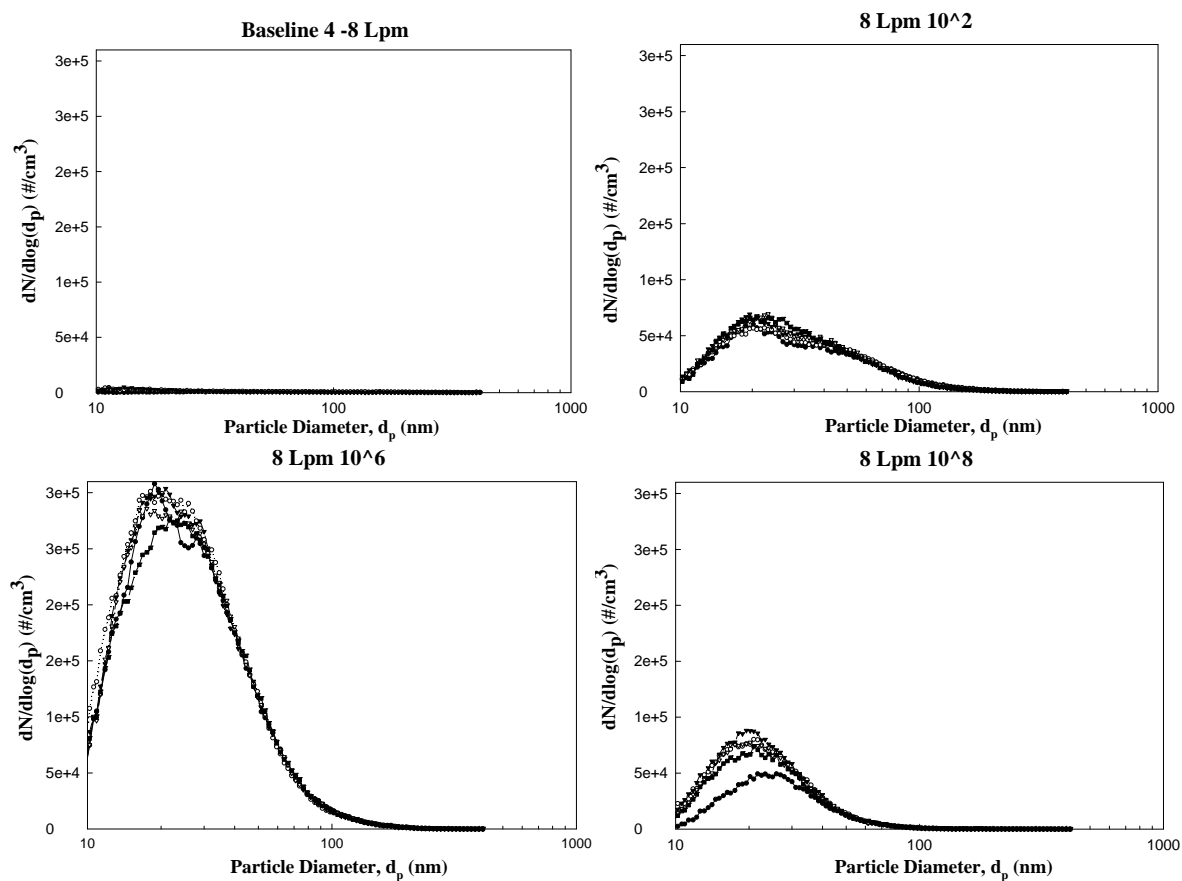 Baseline 4 -8 Lpm
dN/dlog(dp) (#/cm3)
3e+5
3e+5
2e+5
2e+5
1e+5
5e+4
0
10
100
1000
Particle Diameter, dp (nm)
8 Lpm 10^2
dN/dlog(dp) (#/cm3)
3e+5
3e+5
2e+5
2e+5
1e+5
5e+4
0
10
100
1000
Particle Diameter, dp (nm)
8 Lpm 10^6
dN/dlog(dp) (#/cm3)
3e+5
3e+5
2e+5
2e+5
1e+5
5e+4
0
10
100
1000
Particle Diameter, dp (nm)
8 Lpm 10^8
dN/dlog(dp) (#/cm3)
3e+5
3e+5
2e+5
2e+5
1e+5
5e+4
0
10
100
1000
Particle Diameter, dp (nm)